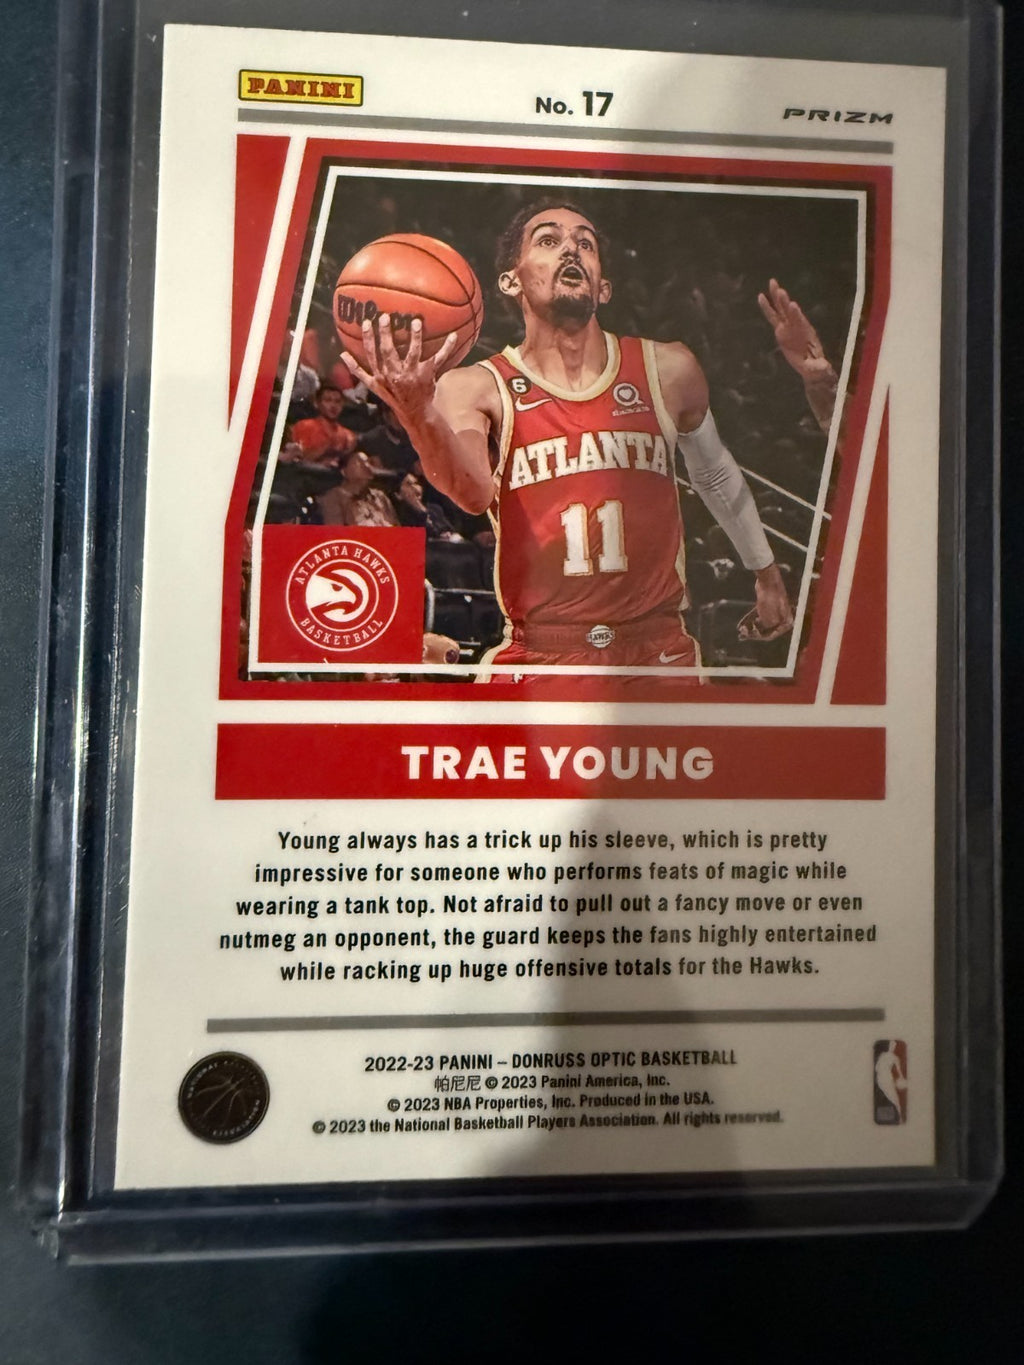 PANINI
No. 17
PRIZM
Wilson
6
ATLANTA
11
ATLANTA HAWKS
BASKETBALL
HAWKS
TRAE YOUNG
Young always has a trick up his sleeve, which is pretty
impressive for someone who performs feats of magic while
wearing a tank top. Not afraid to pull out a fancy move or even
nutmeg an opponent, the guard keeps the fans highly entertained
while racking up huge offensive totals for the Hawks.
2022-23 PANINI – DONRUSS OPTIC BASKETBALL
帕尼尼 © 2023 Panini America, Inc.
© 2023 NBA Properties, Inc. Produced in the USA.
© 2023 the National Basketball Players Association. All rights reserved.